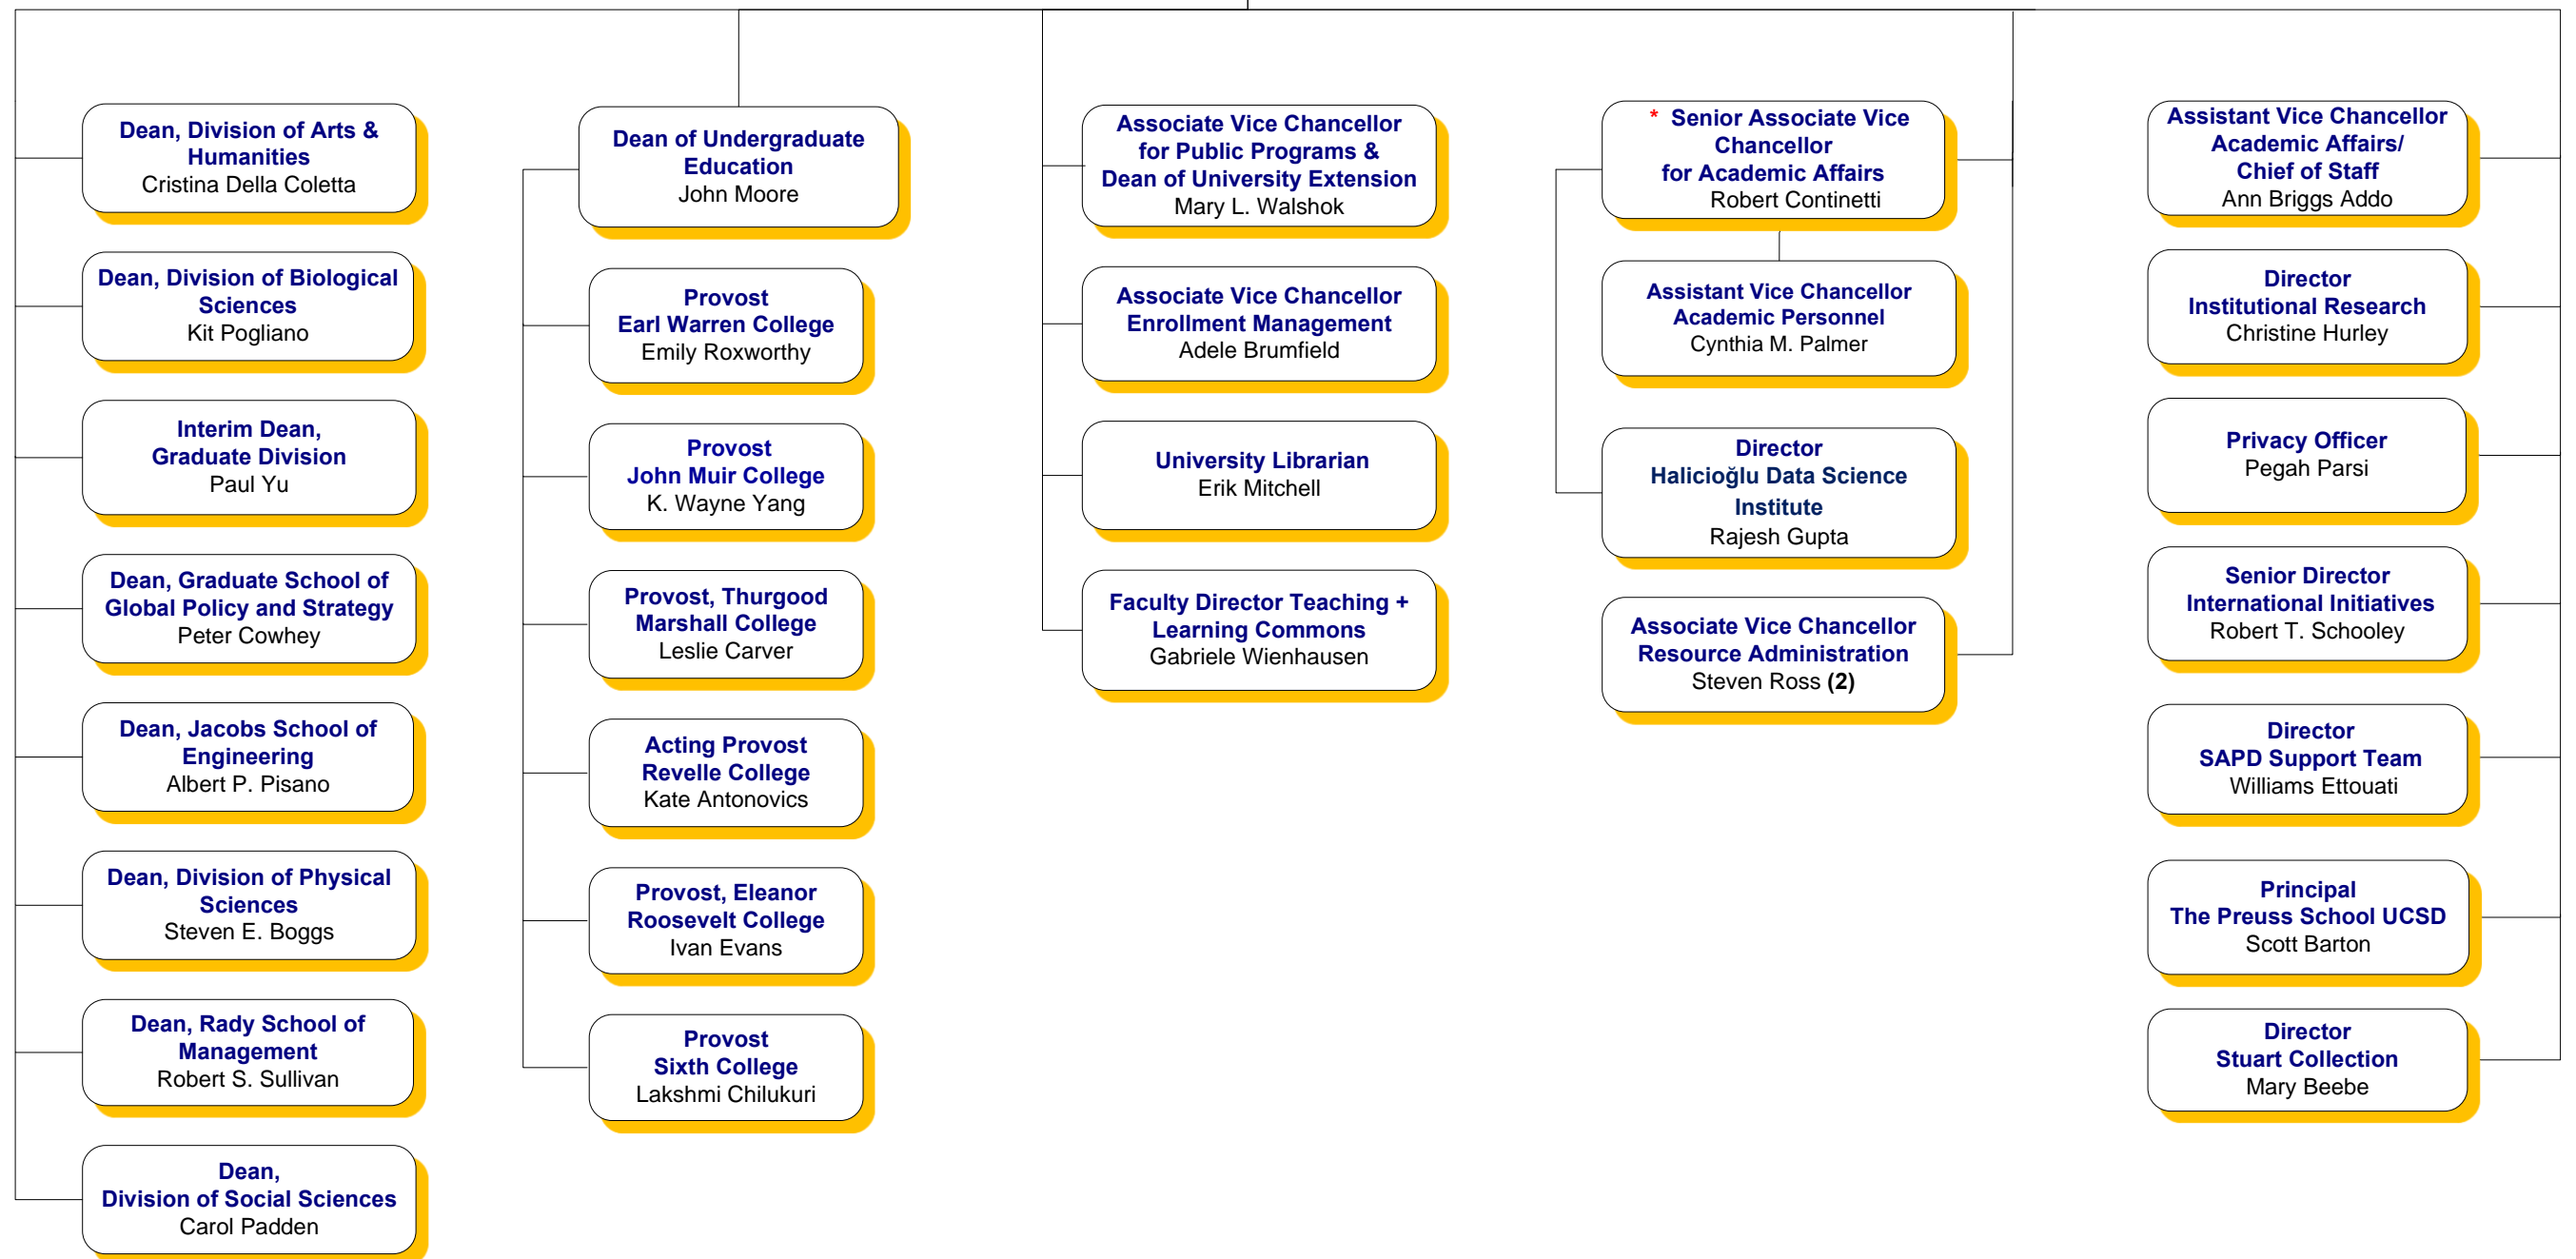 Dean, Division of Arts &
Humanities
Cristina Della Coletta
Dean, Division of Biological
Sciences
Kit Pogliano
Interim Dean,
Graduate Division
Paul Yu
Dean, Graduate School of
Global Policy and Strategy
Peter Cowhey
Dean, Jacobs School of
Engineering
Albert P. Pisano
Dean, Division of Physical
Sciences
Steven E. Boggs
Dean, Rady School of
Management
Robert S. Sullivan
Dean,
Division of Social Sciences
Carol Padden
Dean of Undergraduate
Education
John Moore
Provost
Earl Warren College
Emily Roxworthy
Provost
John Muir College
K. Wayne Yang
Provost, Thurgood
Marshall College
Leslie Carver
Acting Provost
Revelle College
Kate Antonovics
Provost, Eleanor
Roosevelt College
Ivan Evans
Provost
Sixth College
Lakshmi Chilukuri
Associate Vice Chancellor
for Public Programs &
Dean of University Extension
Mary L. Walshok
Associate Vice Chancellor
Enrollment Management
Adele Brumfield
University Librarian
Erik Mitchell
Faculty Director Teaching +
Learning Commons
Gabriele Wienhausen
* Senior Associate Vice
Chancellor
for Academic Affairs
Robert Continetti
Assistant Vice Chancellor
Academic Personnel
Cynthia M. Palmer
Director
Halicioğlu Data Science
Institute
Rajesh Gupta
Associate Vice Chancellor
Resource Administration
Steven Ross (2)
Assistant Vice Chancellor
Academic Affairs/
Chief of Staff
Ann Briggs Addo
Director
Institutional Research
Christine Hurley
Privacy Officer
Pegah Parsi
Senior Director
International Initiatives
Robert T. Schooley
Director
SAPD Support Team
Williams Ettouati
Principal
The Preuss School UCSD
Scott Barton
Director
Stuart Collection
Mary Beebe